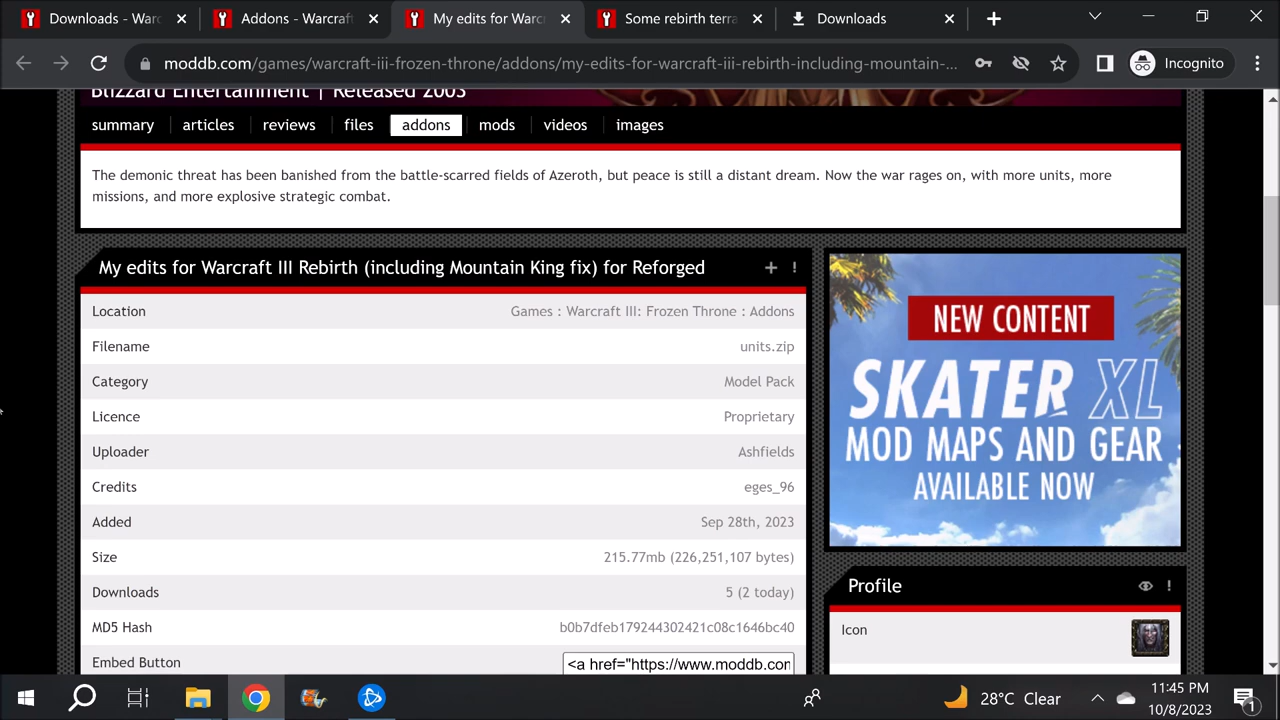 Downloads - Warc
Addons - Warcraft
My edits for Warc
Some rebirth terra
Downloads
moddb.com/games/warcraft-iii-frozen-throne/addons/my-edits-for-warcraft-iii-rebirth-including-mountain-...
Incognito
Blizzard Entertainment | Released 2003
summary
articles
reviews
files
addons
mods
videos
images
The demonic threat has been banished from the battle-scarred fields of Azeroth, but peace is still a distant dream. Now the war rages on, with more units, more
missions, and more explosive strategic combat.
My edits for Warcraft III Rebirth (including Mountain King fix) for Reforged
Location Games : Warcraft III: Frozen Throne : Addons
Filename units.zip
Category Model Pack
Licence Proprietary
Uploader Ashfields
Credits eges_96
Added Sep 28th, 2023
Size 215.77mb (226,251,107 bytes)
Downloads 5 (2 today)
MD5 Hash b0b7dfeb179244302421c08c1646bc40
Embed Button <a href="https://www.moddb.com
NEW CONTENT
SKATER XL
MOD MAPS AND GEAR
AVAILABLE NOW
Profile
Icon
28°C Clear
11:45 PM
10/8/2023
1